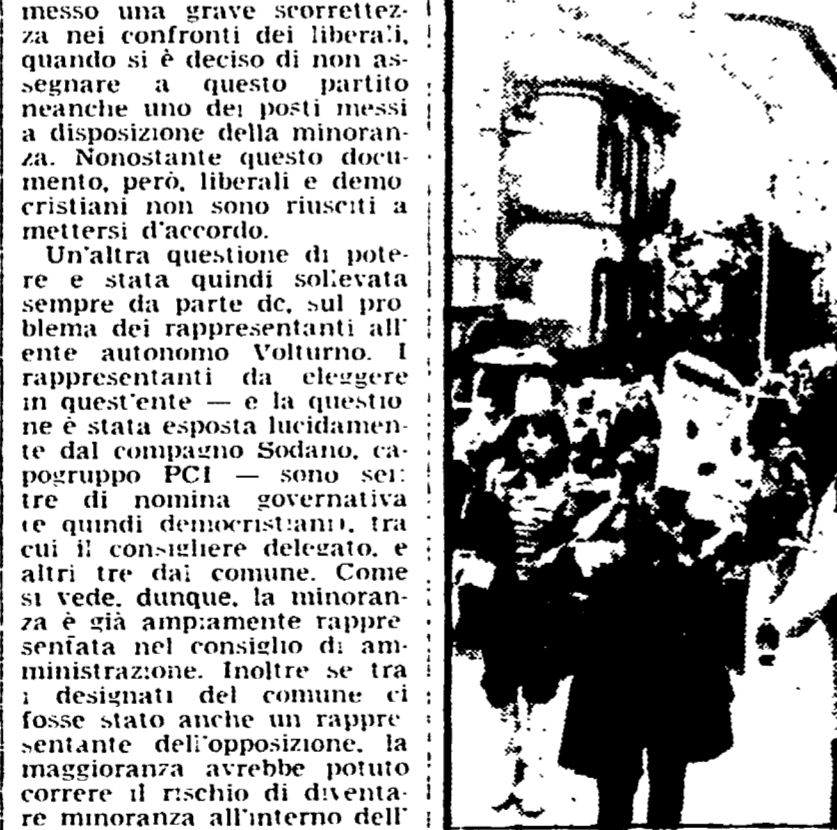 messo una grave scorrettez-
za nei confronti dei liberali,
quando si è deciso di non as-
segnare a questo partito
neanche uno dei posti messi
a disposizione della minoran-
za. Nonostante questo docu-
mento, però, liberali e demo
cristiani non sono riusciti a
mettersi d'accordo.
Un'altra questione di pote-
re e stata quindi sollevata
sempre da parte dc, sul pro
blema dei rappresentanti all'
ente autonomo Volturno. I
rappresentanti da eleggere
in quest'ente — e la questio
ne è stata esposta lucidamen-
te dal compagno Sodano, ca-
pogruppo PCI — sono sei:
tre di nomina governativa
(e quindi democristiani), tra
cui il consigliere delegato, e
altri tre dal comune. Come
si vede, dunque, la minoran-
za è già ampiamente rappre
sentata nel consiglio di am-
ministrazione. Inoltre se tra
i designati del comune ci
fosse stato anche un rappre
sentante dell'opposizione, la
maggioranza avrebbe potuto
correre il rischio di diventa-
re minoranza all'interno dell'